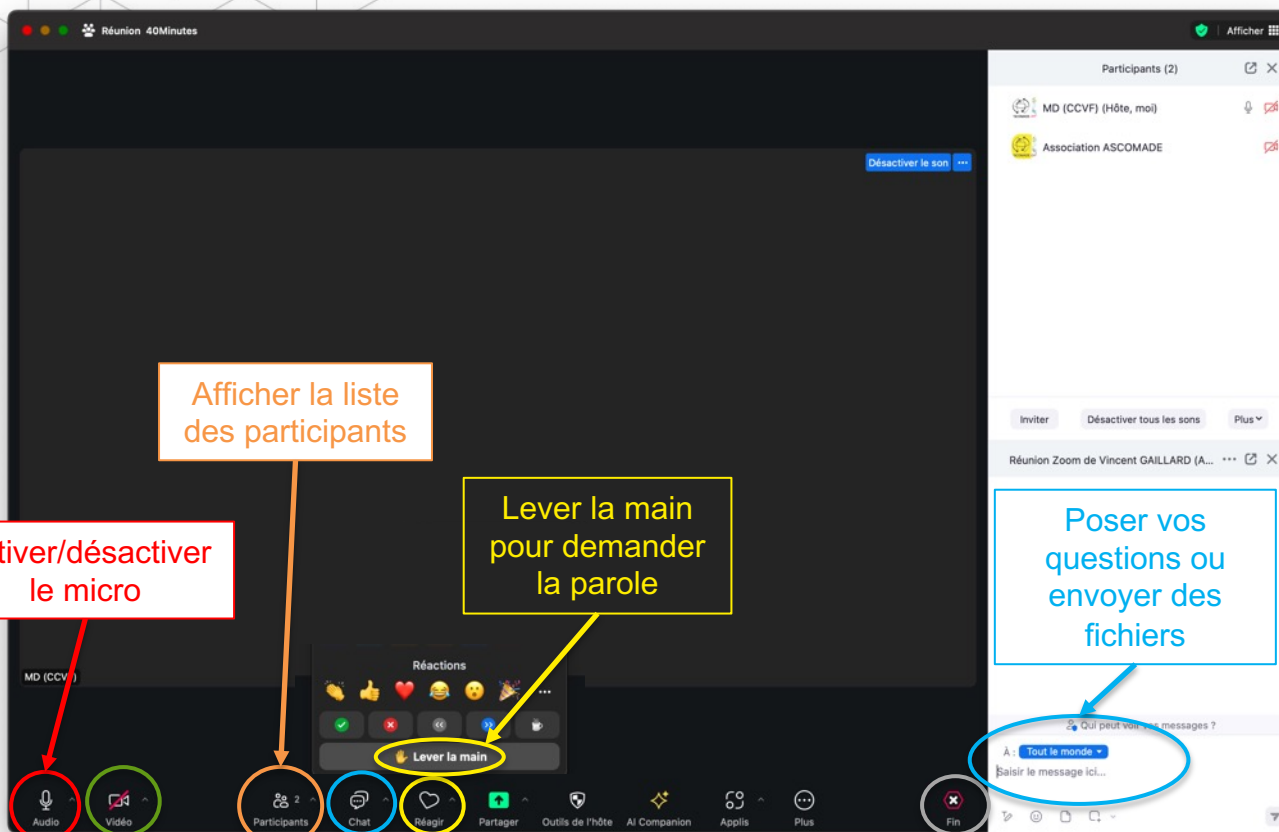 Réunion 40Minutes
Afficher
Participants (2)
MD (CCVF) (Hôte, moi)
Association ASCOMADE
Désactiver le son
Afficher la liste
des participants
Inviter
Désactiver tous les sons
Plus
Réunion Zoom de Vincent GAILLARD (A...
Lever la main
pour demander
la parole
Poser vos
questions ou
envoyer des
fichiers
tiver/désactiver
le micro
MD (CCV
Réactions
Lever la main
Qui peut voir vos messages ?
À : Tout le monde
Saisir le message ici...
Audio
Vidéo
2
Participants
Chat
Réagir
Partager
Outils de l'hôte
AI Companion
Applis
Plus
Fin